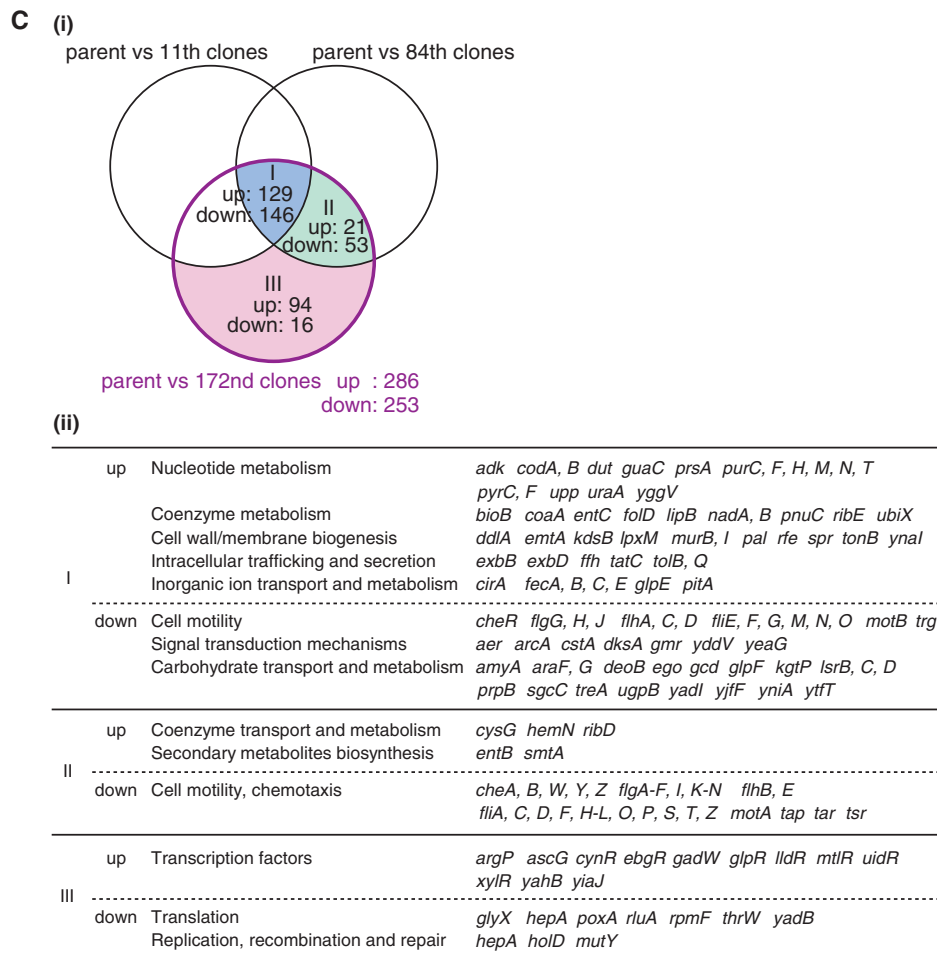 C (i)
parent vs 11th clones parent vs 84th clones
I
up: 129
down: 146
II
up: 21
down: 53
III
up: 94
down: 16
parent vs 172nd clones up : 286
down: 253
(ii)
up Nucleotide metabolism adk codA, B dut guaC prsA purC, F, H, M, N, T
pyrC, F upp uraA yggV
Coenzyme metabolism bioB coaA entC folD lipB nadA, B pnuC ribE ubiX
Cell wall/membrane biogenesis ddlA emtA kdsB lpxM murB, I pal rfe spr tonB ynaI
Intracellular trafficking and secretion exbB exbD ffh tatC tolB, Q
I
Inorganic ion transport and metabolism cirA fecA, B, C, E glpE pitA
down Cell motility cheR flgG, H, J flhA, C, D fliE, F, G, M, N, O motB trg
Signal transduction mechanisms aer arcA cstA dksA gmr yddV yeaG
Carbohydrate transport and metabolism amyA araF, G deoB ego gcd glpF kgtP lsrB, C, D
prpB sgcC treA ugpB yadI yjfF yniA ytfT
up Coenzyme transport and metabolism cysG hemN ribD
Secondary metabolites biosynthesis entB smtA
II
down Cell motility, chemotaxis cheA, B, W, Y, Z flgA-F, I, K-N flhB, E
fliA, C, D, F, H-L, O, P, S, T, Z motA tap tar tsr
up Transcription factors argP ascG cynR ebgR gadW glpR lldR mtlR uidR
xylR yahB yiaJ
III
down Translation glyX hepA poxA rluA rpmF thrW yadB
Replication, recombination and repair hepA holD mutY